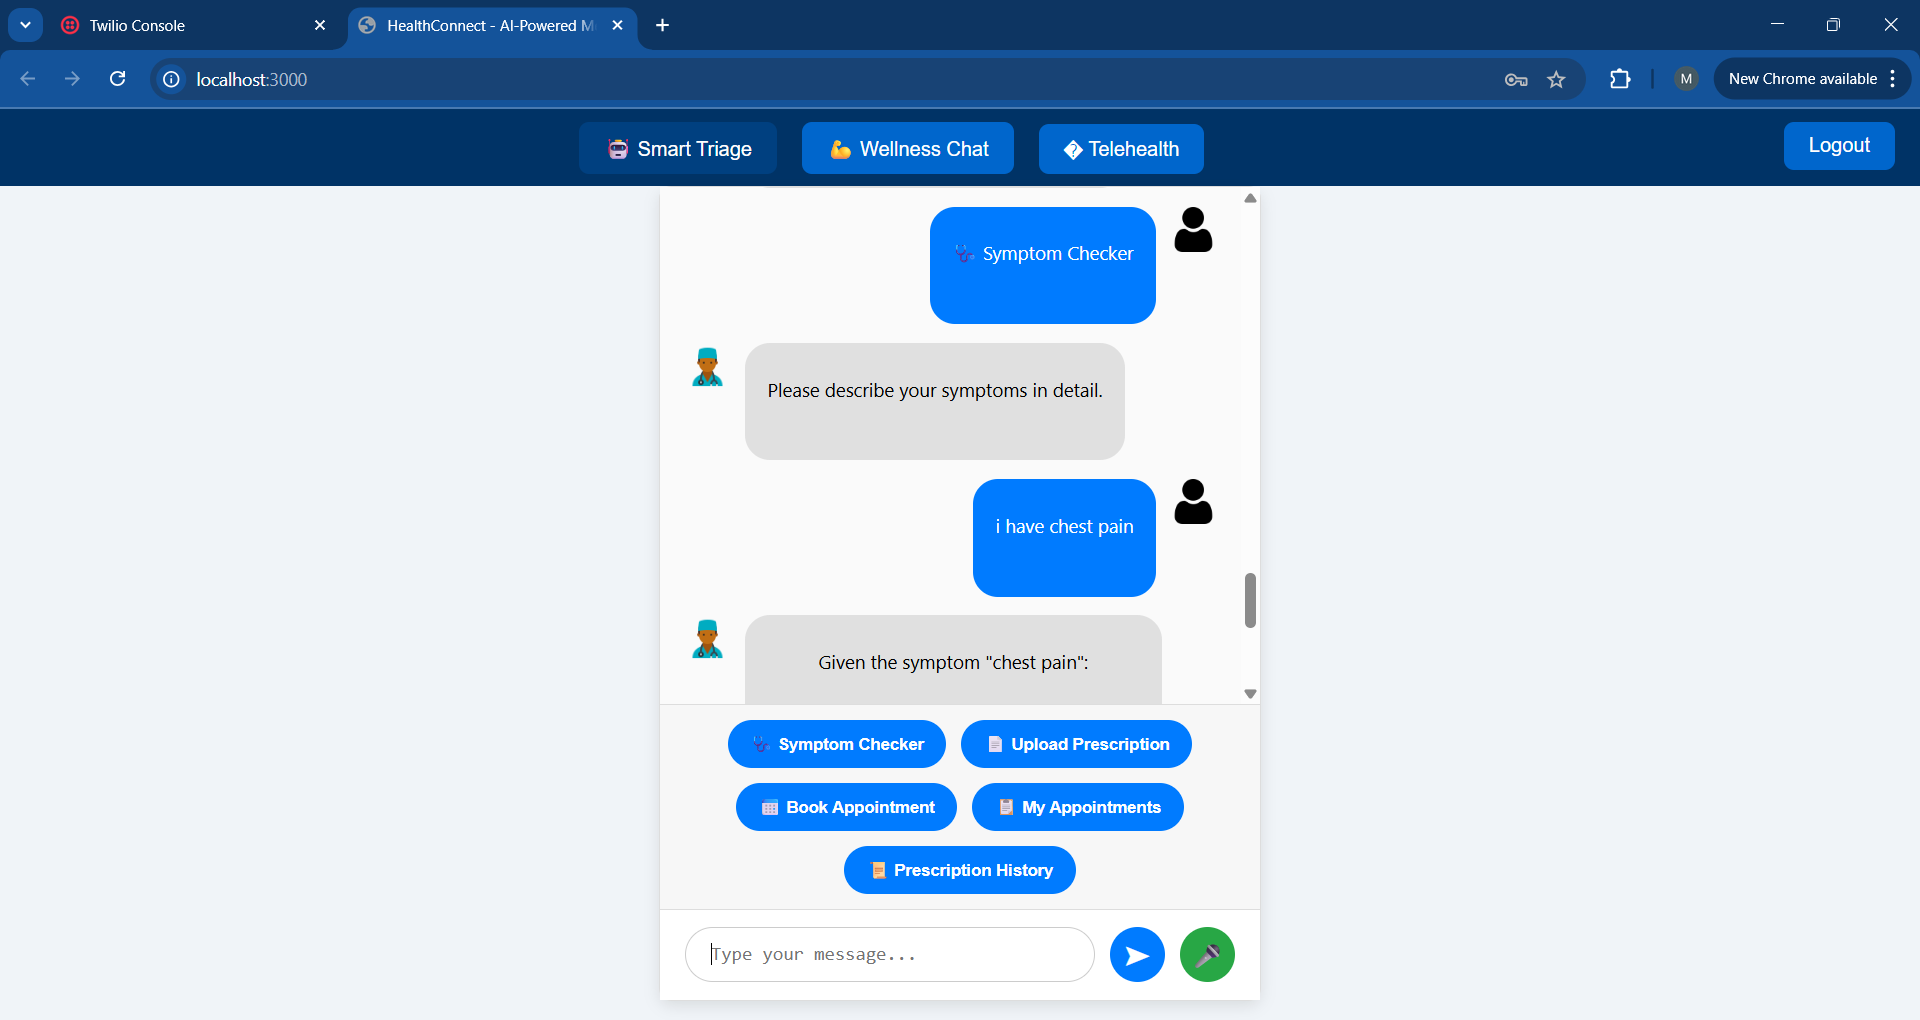 Twilio Console
HealthConnect - AI-Powered M
localhost:3000
M
New Chrome available
Smart Triage
Wellness Chat
� Telehealth
Logout
Symptom Checker
Please describe your symptoms in detail.
i have chest pain
Given the symptom "chest pain":
Symptom Checker
Upload Prescription
Book Appointment
My Appointments
Prescription History
Type your message...